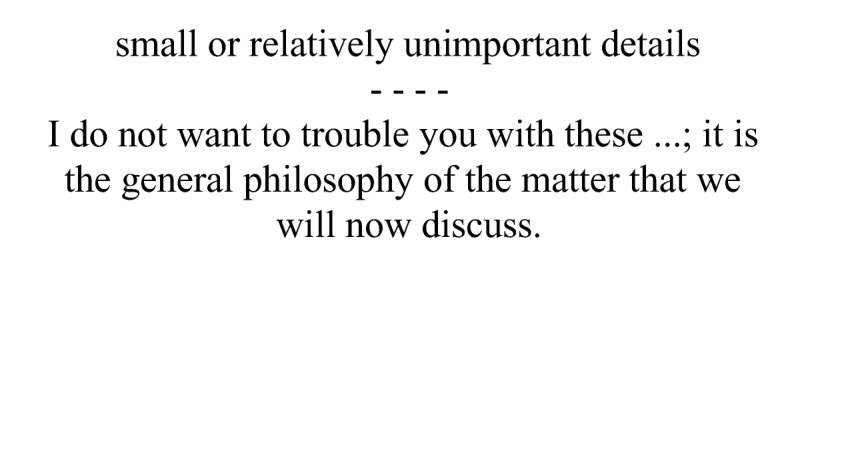 small or relatively unimportant details
- - - -
I do not want to trouble you with these ...; it is
the general philosophy of the matter that we
will now discuss.